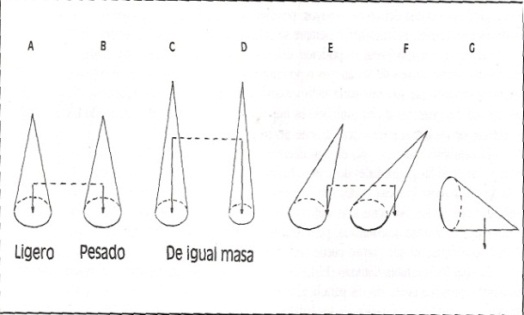 A B C D E F G
Ligero Pesado De igual masa